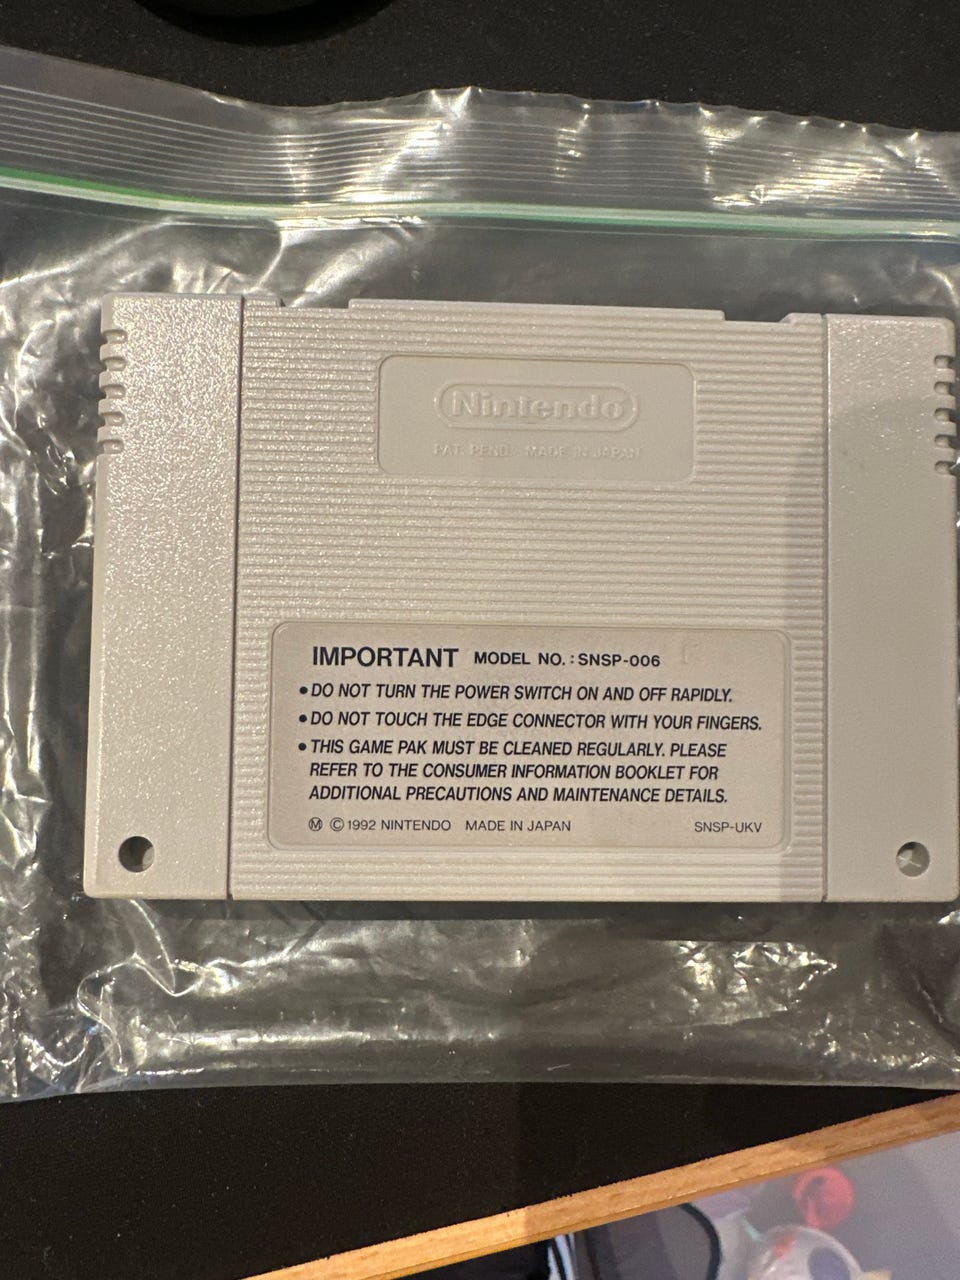 Nintendo
PAT. PEND. MADE IN JAPAN
IMPORTANT MODEL NO. : SNSP-006
• DO NOT TURN THE POWER SWITCH ON AND OFF RAPIDLY.
• DO NOT TOUCH THE EDGE CONNECTOR WITH YOUR FINGERS.
• THIS GAME PAK MUST BE CLEANED REGULARLY. PLEASE
REFER TO THE CONSUMER INFORMATION BOOKLET FOR
ADDITIONAL PRECAUTIONS AND MAINTENANCE DETAILS.
Ⓜ © 1992 NINTENDO MADE IN JAPAN SNSP-UKV